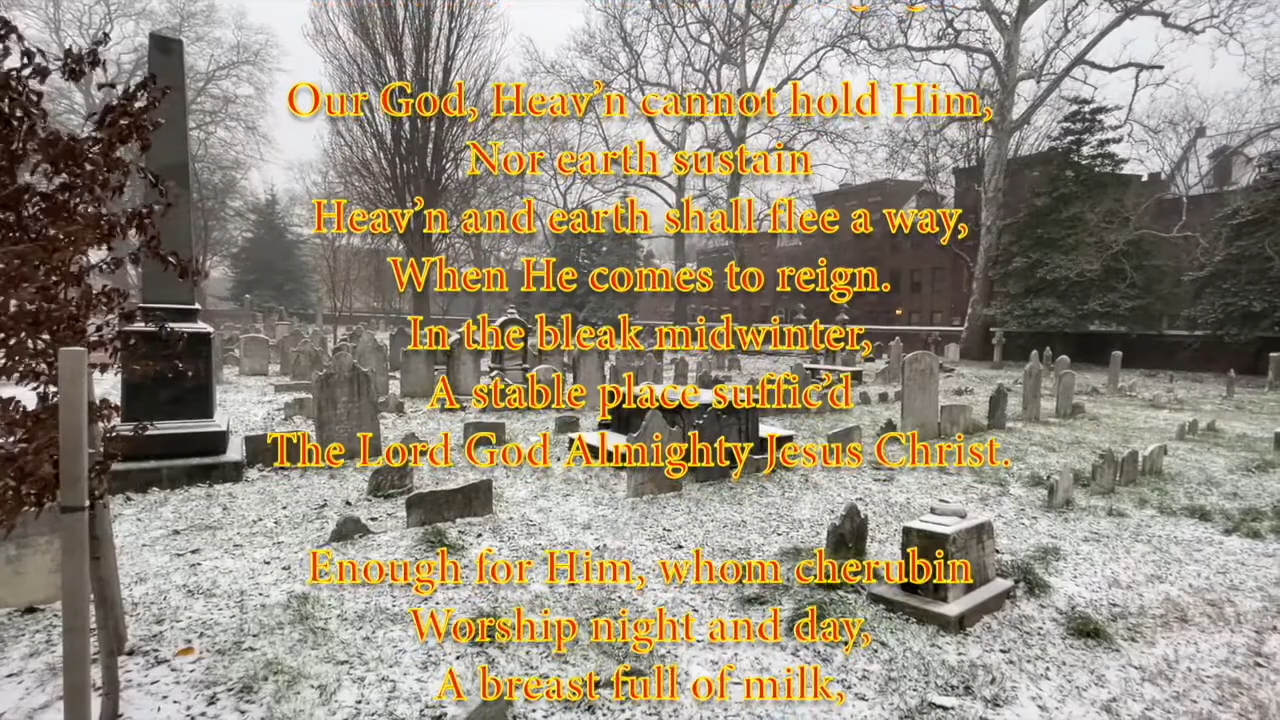 Our God, Heav’n cannot hold Him,
Nor earth sustain
Heav’n and earth shall flee a way,
When He comes to reign.
In the bleak midwinter,
A stable place suffic’d
The Lord God Almighty Jesus Christ.
Enough for Him, whom cherubin
Worship night and day,
A breast full of milk,